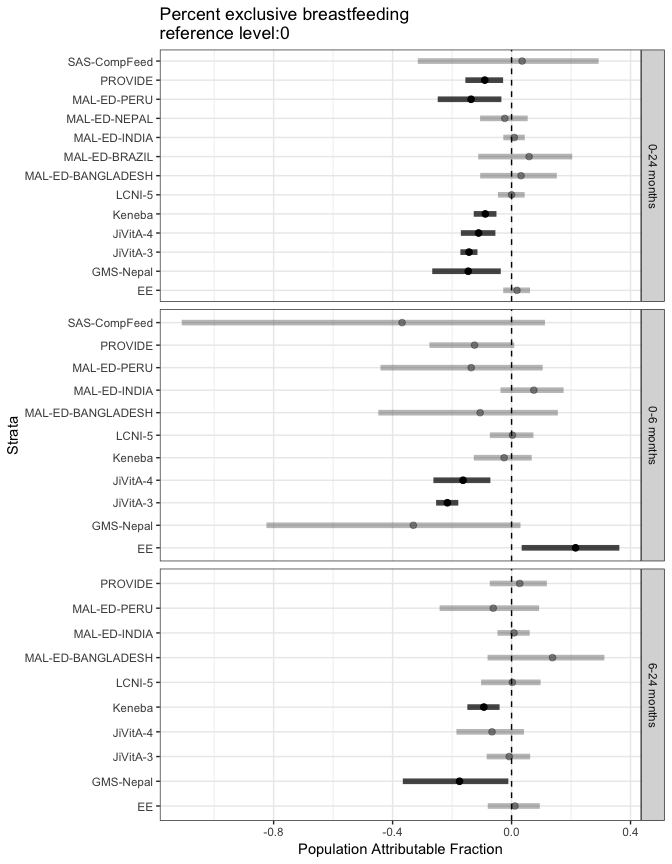 Percent exclusive breastfeeding
reference level:0
SAS-CompFeed
PROVIDE
MAL-ED-PERU
MAL-ED-NEPAL
MAL-ED-INDIA
MAL-ED-BRAZIL
MAL-ED-BANGLADESH
LCNI-5
Keneba
JiVitA-4
JiVitA-3
GMS-Nepal
EE
0-24 months
SAS-CompFeed
PROVIDE
MAL-ED-PERU
MAL-ED-INDIA
MAL-ED-BANGLADESH
LCNI-5
Keneba
JiVitA-4
JiVitA-3
GMS-Nepal
EE
0-6 months
PROVIDE
MAL-ED-PERU
MAL-ED-INDIA
MAL-ED-BANGLADESH
LCNI-5
Keneba
JiVitA-4
JiVitA-3
GMS-Nepal
EE
6-24 months
Strata
-0.8 -0.4 0.0 0.4
Population Attributable Fraction